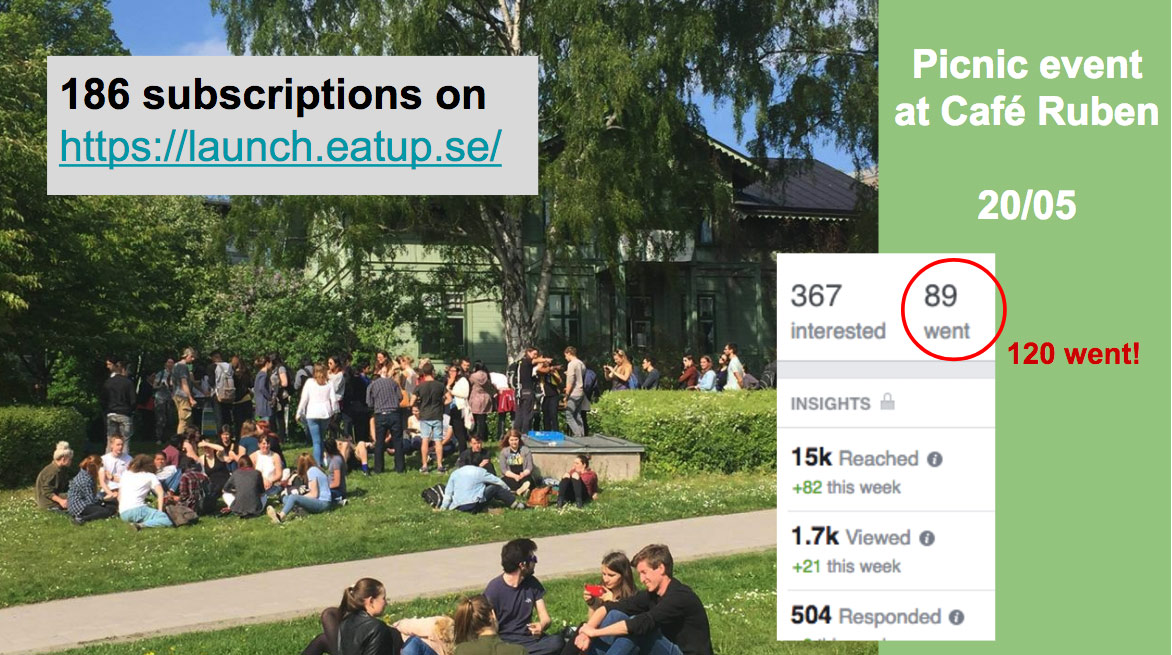 186 subscriptions on
https://launch.eatup.se/
Picnic event
at Café Ruben
20/05
367
89
interested
went
120 went!
INSIGHTS
15k Reached
+82 this week
1.7k Viewed
+21 this week
504 Responded